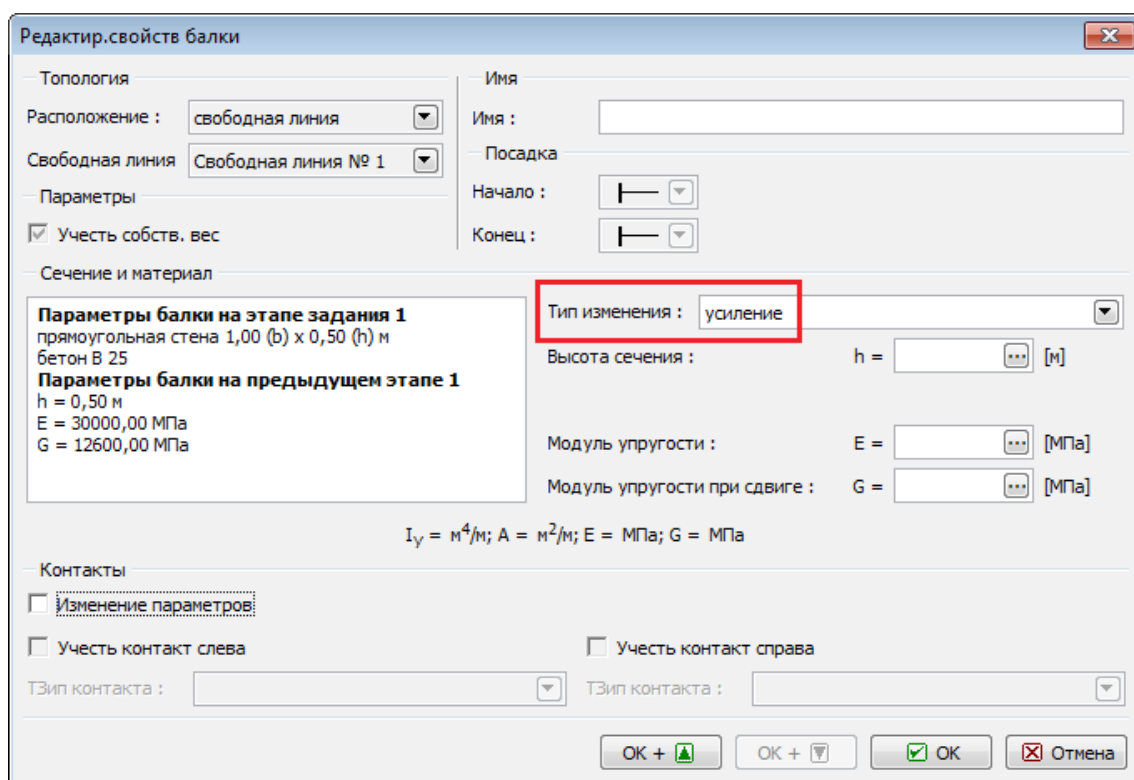 Редактир.свойств балки
Топология
Расположение : свободная линия
Свободная линия Свободная линия № 1
Параметры
Учесть собств. вес
Имя
Имя :
Посадка
Начало :
Конец :
Сечение и материал
Параметры балки на этапе задания 1
прямоугольная стена 1,00 (b) x 0,50 (h) м
бетон B 25
Параметры балки на предыдущем этапе 1
h = 0,50 м
E = 30000,00 МПа
G = 12600,00 МПа
Тип изменения : усиление
Высота сечения : h = ... [м]
Модуль упругости : E = ... [МПа]
Модуль упругости при сдвиге : G = ... [МПа]
Iy = м4/м; A = м2/м; E = МПа; G = МПа
Контакты
Изменение параметров
Учесть контакт слева
ТЗип контакта :
Учесть контакт справа
ТЗип контакта :
OK +
OK +
OK
Отмена